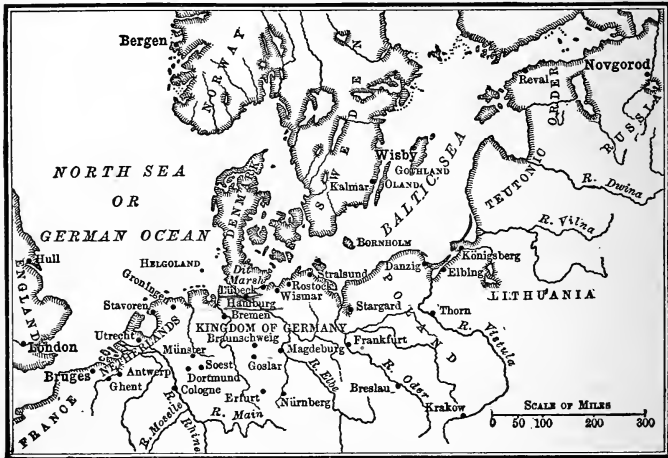 Bergen
NORWAY
SWEDEN
Novgorod
Reval
ORDER
RUSSIA
TEUTONIC
NORTH SEA
OR
GERMAN OCEAN
DENMARK
Wisby
GOTHLAND
Kalmar
OLAND
BALTIC SEA
R. Dwina
R. Vilna
BORNHOLM
HELGOLAND
Hull
ENGLAND
London
Groningen
Stavoren
Utrecht
NETHERLANDS
Dit Marsh
Lübeck
Hamburg
Bremen
Wismar
Rostock
Stralsund
Danzig
Königsberg
Elbing
LITHUANIA
Stargard
POLAND
Thorn
R. Vistula
KINGDOM OF GERMANY
Braunschweig
Münster
Magdeburg
Frankfurt
Goslar
Soest
Dortmund
Bruges
Antwerp
Ghent
Cologne
Erfurt
R. Elbe
R. Oder
Breslau
Nürnberg
R. Main
R. Moselle
R. Rhine
FRANCE
Krakow
SCALE OF MILES
0 50 100 200 300